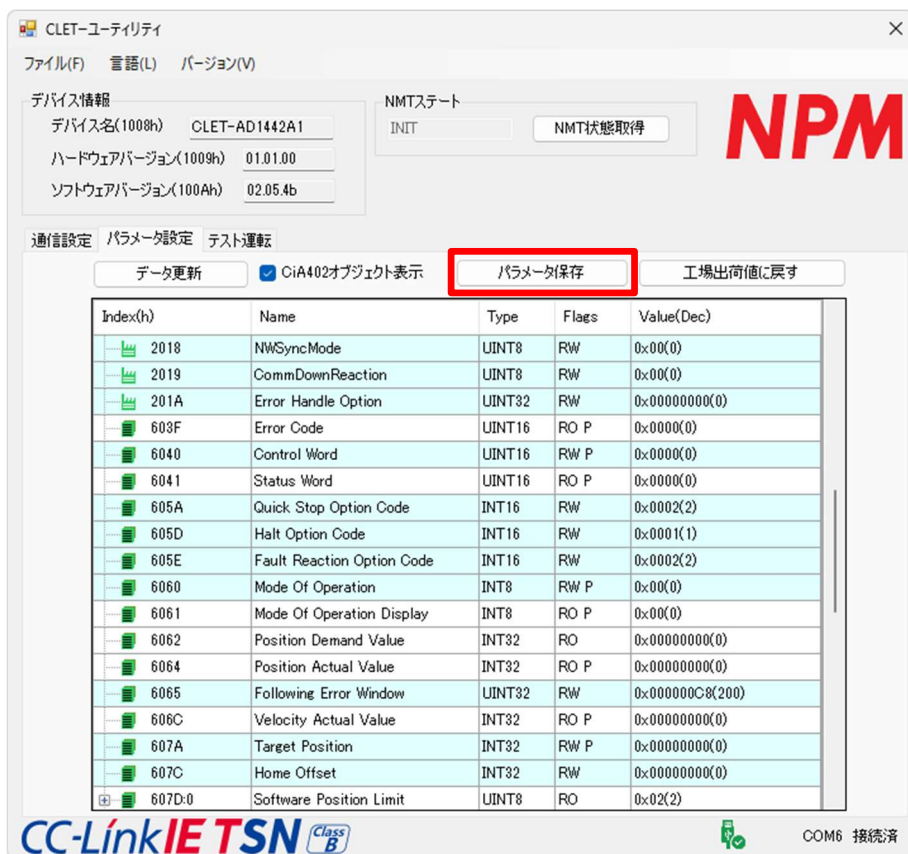 CLET-ユーティリティ
ファイル(F) 言語(L) バージョン(V)
デバイス情報
デバイス名(1008h) CLET-AD1442A1
ハードウェアバージョン(1009h) 01.01.00
ソフトウェアバージョン(100Ah) 02.05.4b
NMTステート
INIT NMT状態取得
NPM
通信設定 パラメータ設定 テスト運転
データ更新 CiA402オブジェクト表示 パラメータ保存 工場出荷値に戻す
Index(h) Name Type Flags Value(Dec)
2018 NWSyncMode UINT8 RW 0x00(0)
2019 CommDownReaction UINT8 RW 0x00(0)
201A Error Handle Option UINT32 RW 0x00000000(0)
603F Error Code UINT16 RO P 0x0000(0)
6040 Control Word UINT16 RW P 0x0000(0)
6041 Status Word UINT16 RO P 0x0000(0)
605A Quick Stop Option Code INT16 RW 0x0002(2)
605D Halt Option Code INT16 RW 0x0001(1)
605E Fault Reaction Option Code INT16 RW 0x0002(2)
6060 Mode Of Operation INT8 RW P 0x00(0)
6061 Mode Of Operation Display INT8 RO P 0x00(0)
6062 Position Demand Value INT32 RO 0x00000000(0)
6064 Position Actual Value INT32 RO P 0x00000000(0)
6065 Following Error Window UINT32 RW 0x000000C8(200)
606C Velocity Actual Value INT32 RO P 0x00000000(0)
607A Target Position INT32 RW P 0x00000000(0)
607C Home Offset INT32 RW 0x00000000(0)
607D:0 Software Position Limit UINT8 RO 0x02(2)
CC-Link IE TSN Class B
COM6 接続済